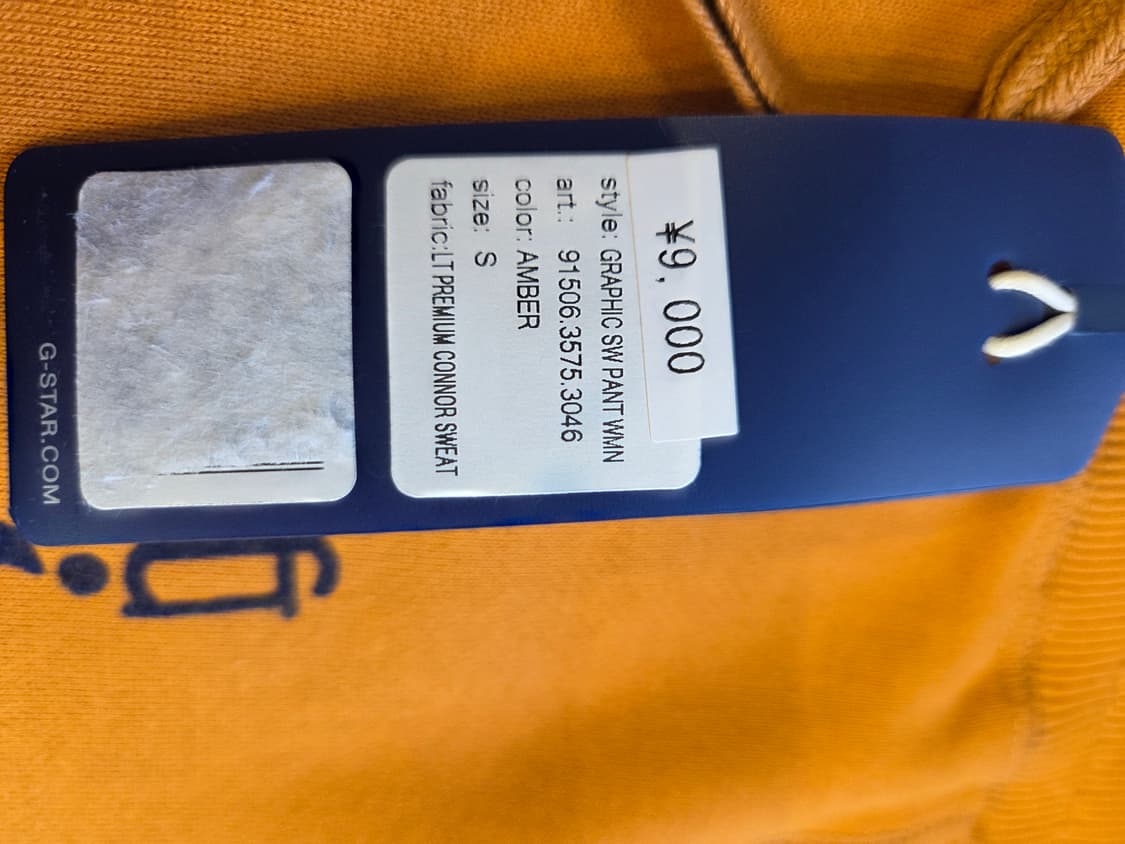 ¥9,000
style: GRAPHIC SW PANT WMN
art.: 91506.3575.3046
color: AMBER
size: S
fabric:LT PREMIUM CONNOR SWEAT
G-STAR.COM